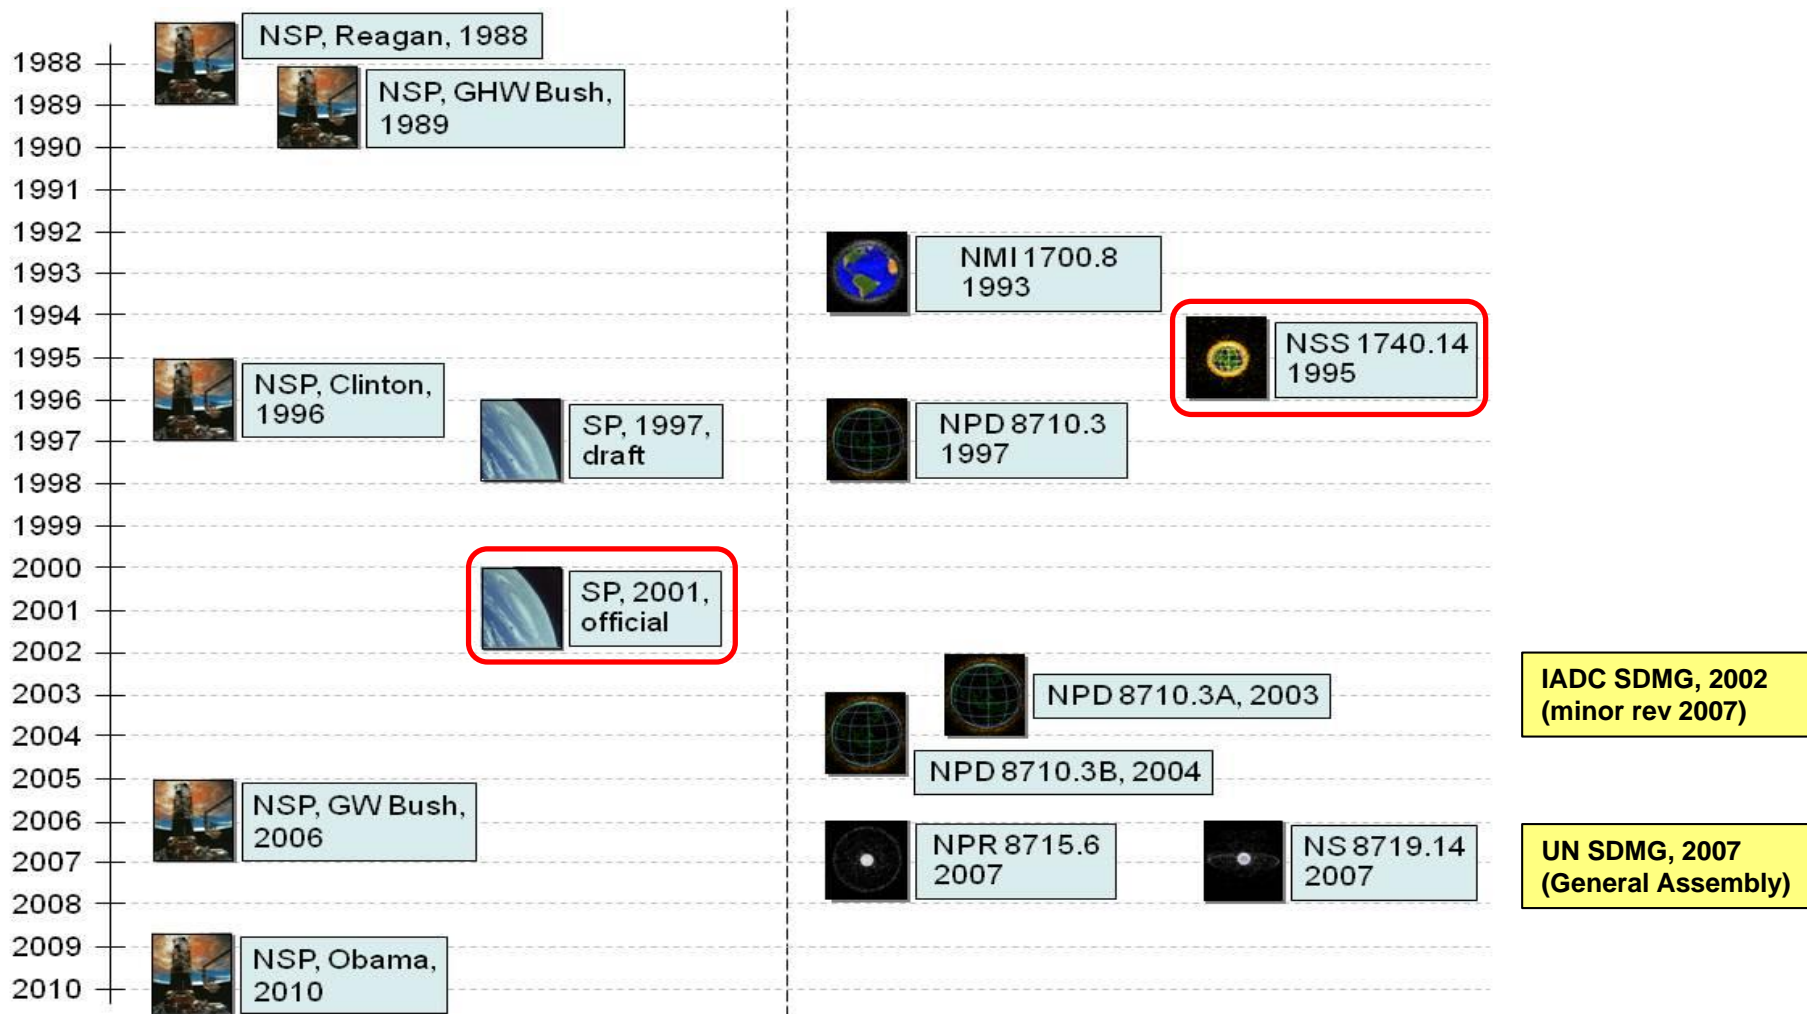 1988
1989
1990
1991
1992
1993
1994
1995
1996
1997
1998
1999
2000
2001
2002
2003
2004
2005
2006
2007
2008
2009
2010
NSP, Reagan, 1988
NSP, GHW Bush,
1989
NSP, Clinton,
1996
SP, 1997,
draft
SP, 2001,
official
NSP, GW Bush,
2006
NSP, Obama,
2010
NMI 1700.8
1993
NSS 1740.14
1995
NPD 8710.3
1997
NPD 8710.3A, 2003
NPD 8710.3B, 2004
NPR 8715.6
2007
NS 8719.14
2007
IADC SDMG, 2002
(minor rev 2007)
UN SDMG, 2007
(General Assembly)